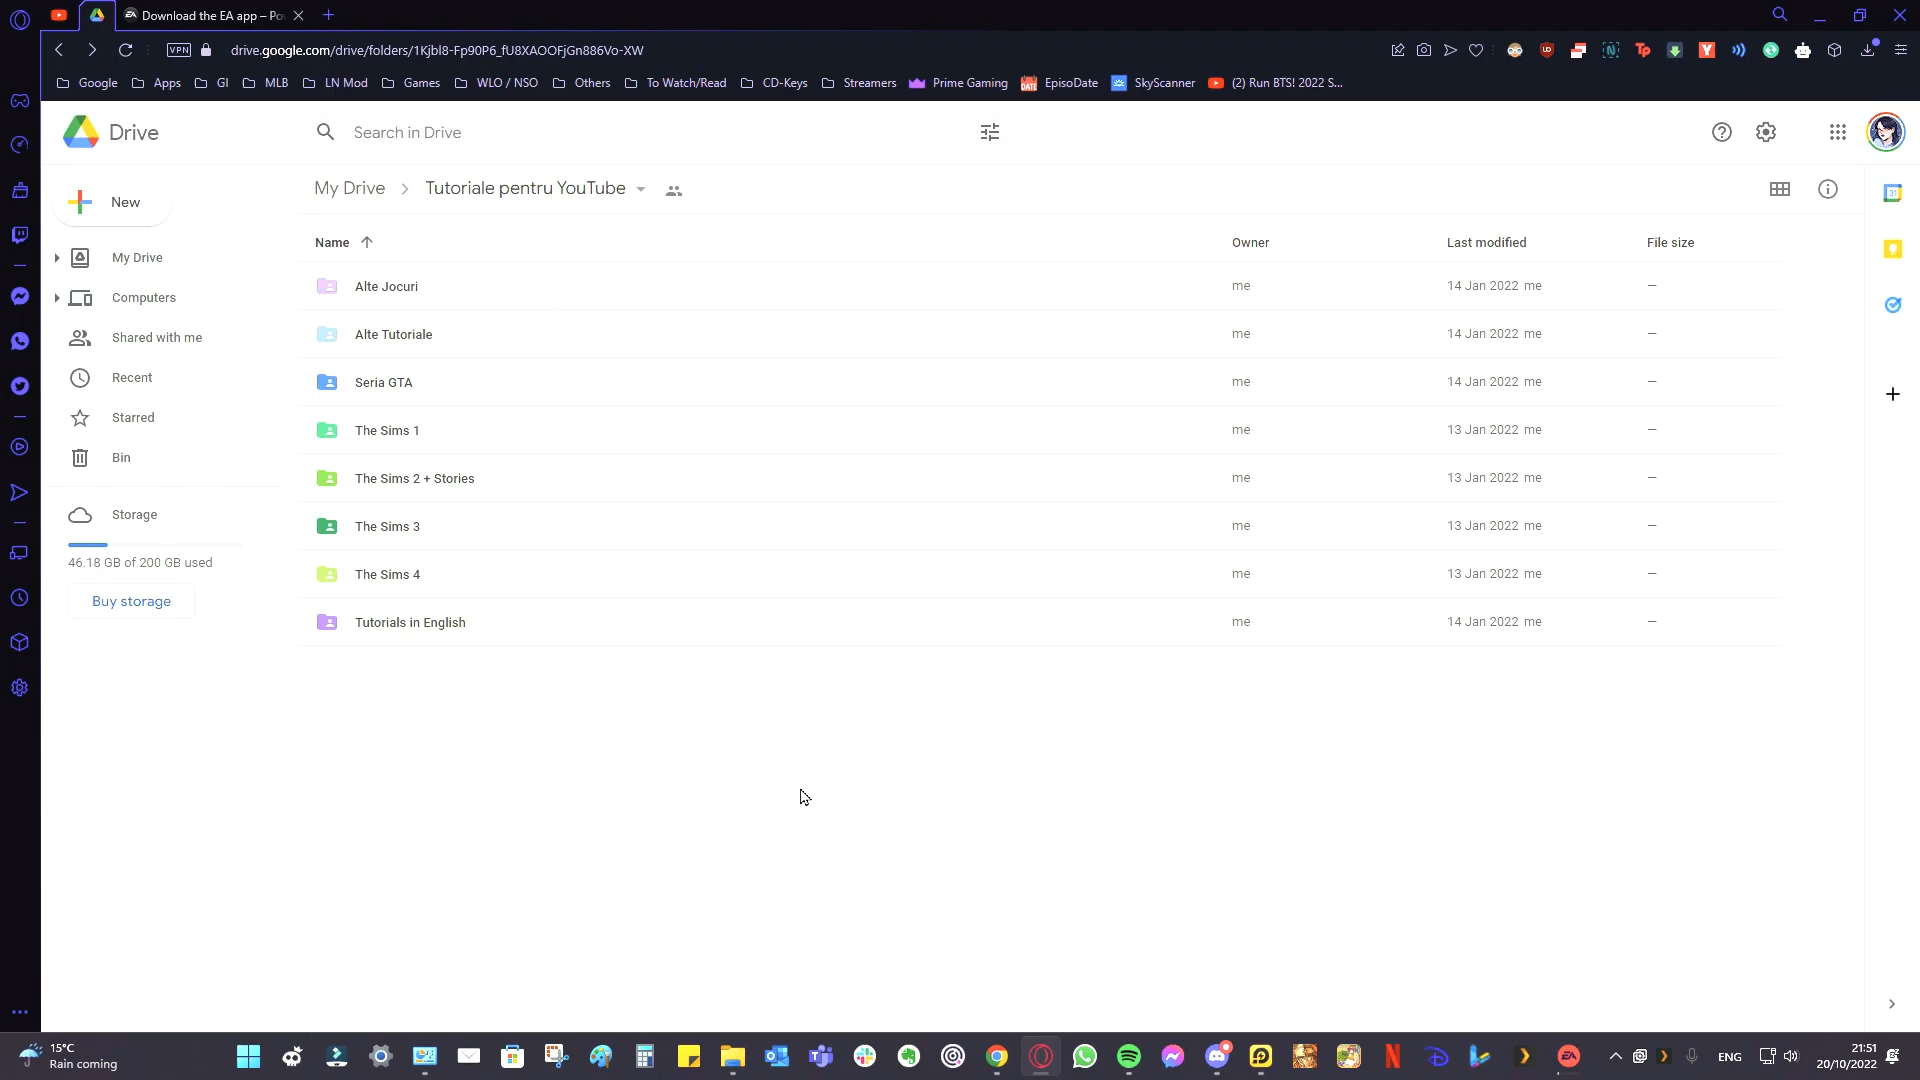 Download the EA app – Po
VPN
drive.google.com/drive/folders/1Kjbl8-Fp90P6_fU8XAOOFjGn886Vo-XW
Google Apps GI MLB LN Mod Games WLO / NSO Others To Watch/Read CD-Keys Streamers Prime Gaming EpisoDate SkyScanner (2) Run BTS! 2022 S...
Drive
Search in Drive
My Drive > Tutoriale pentru YouTube
New
My Drive
Computers
Shared with me
Recent
Starred
Bin
Storage
46.18 GB of 200 GB used
Buy storage
Name Owner Last modified File size
Alte Jocuri me 14 Jan 2022 me –
Alte Tutoriale me 14 Jan 2022 me –
Seria GTA me 14 Jan 2022 me –
The Sims 1 me 13 Jan 2022 me –
The Sims 2 + Stories me 13 Jan 2022 me –
The Sims 3 me 13 Jan 2022 me –
The Sims 4 me 13 Jan 2022 me –
Tutorials in English me 14 Jan 2022 me –
15°C
Rain coming
ENG
21:51
20/10/2022